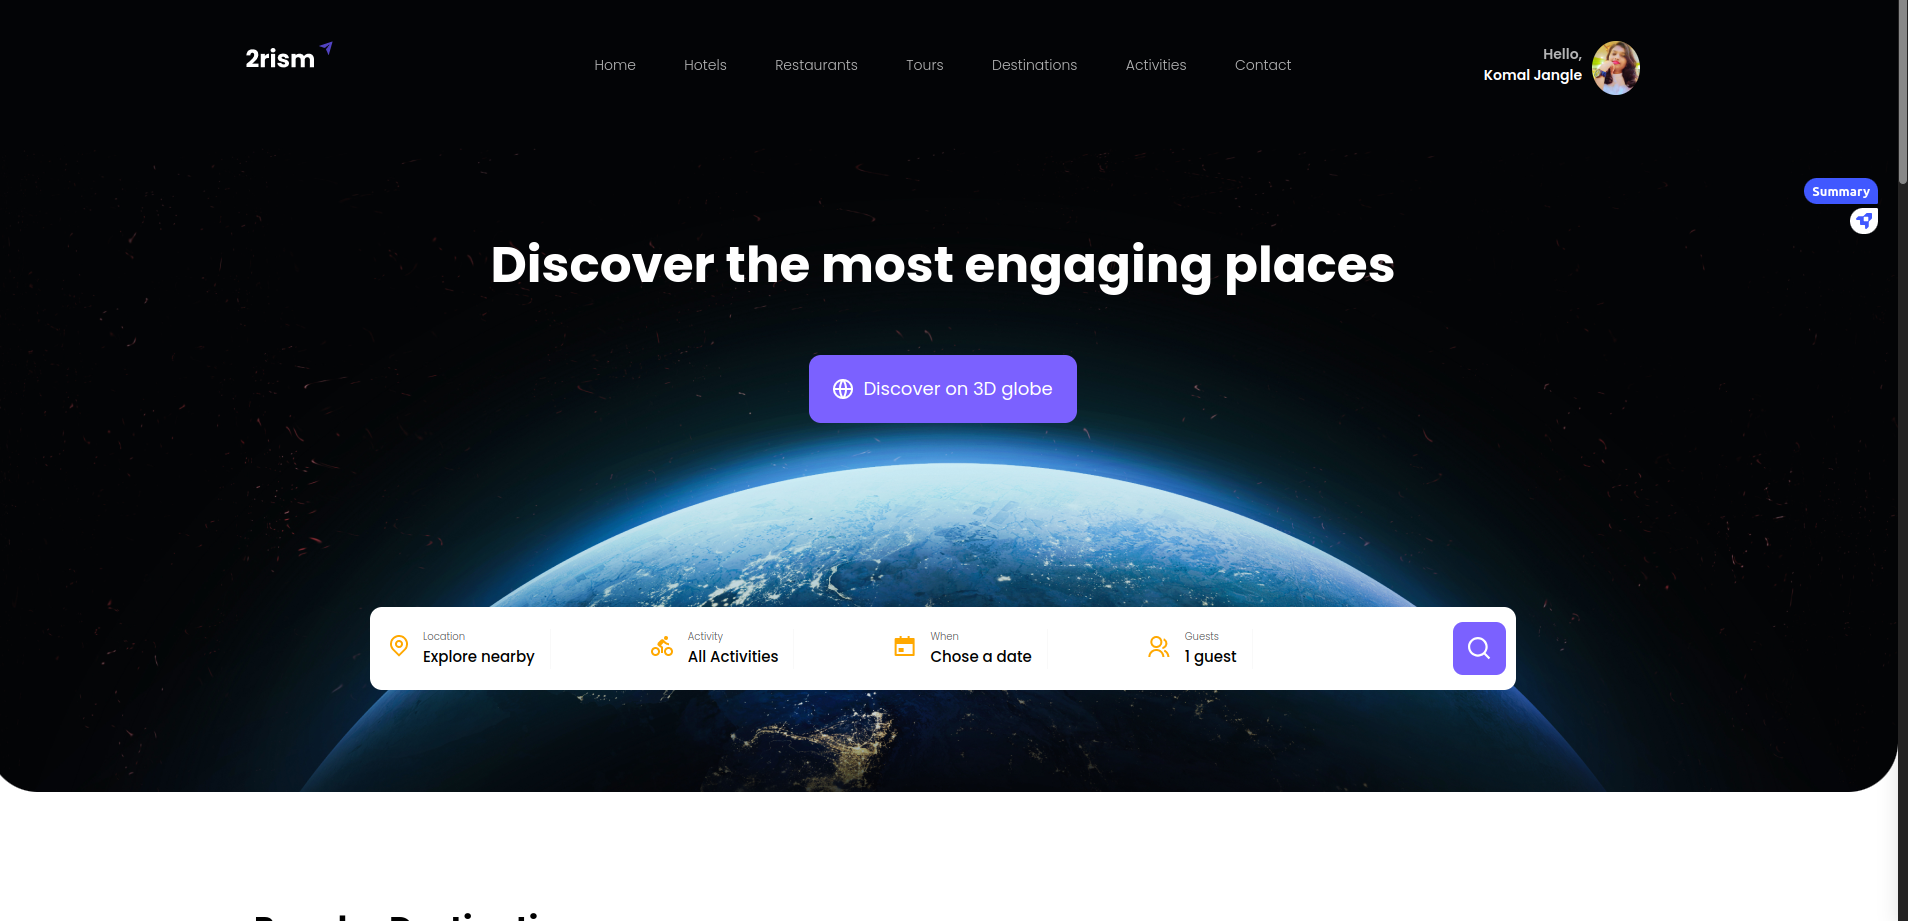 2rism
Home Hotels Restaurants Tours Destinations Activities Contact
Hello,
Komal Jangle
Summary
Discover the most engaging places
Discover on 3D globe
Location
Explore nearby
Activity
All Activities
When
Chose a date
Guests
1 guest